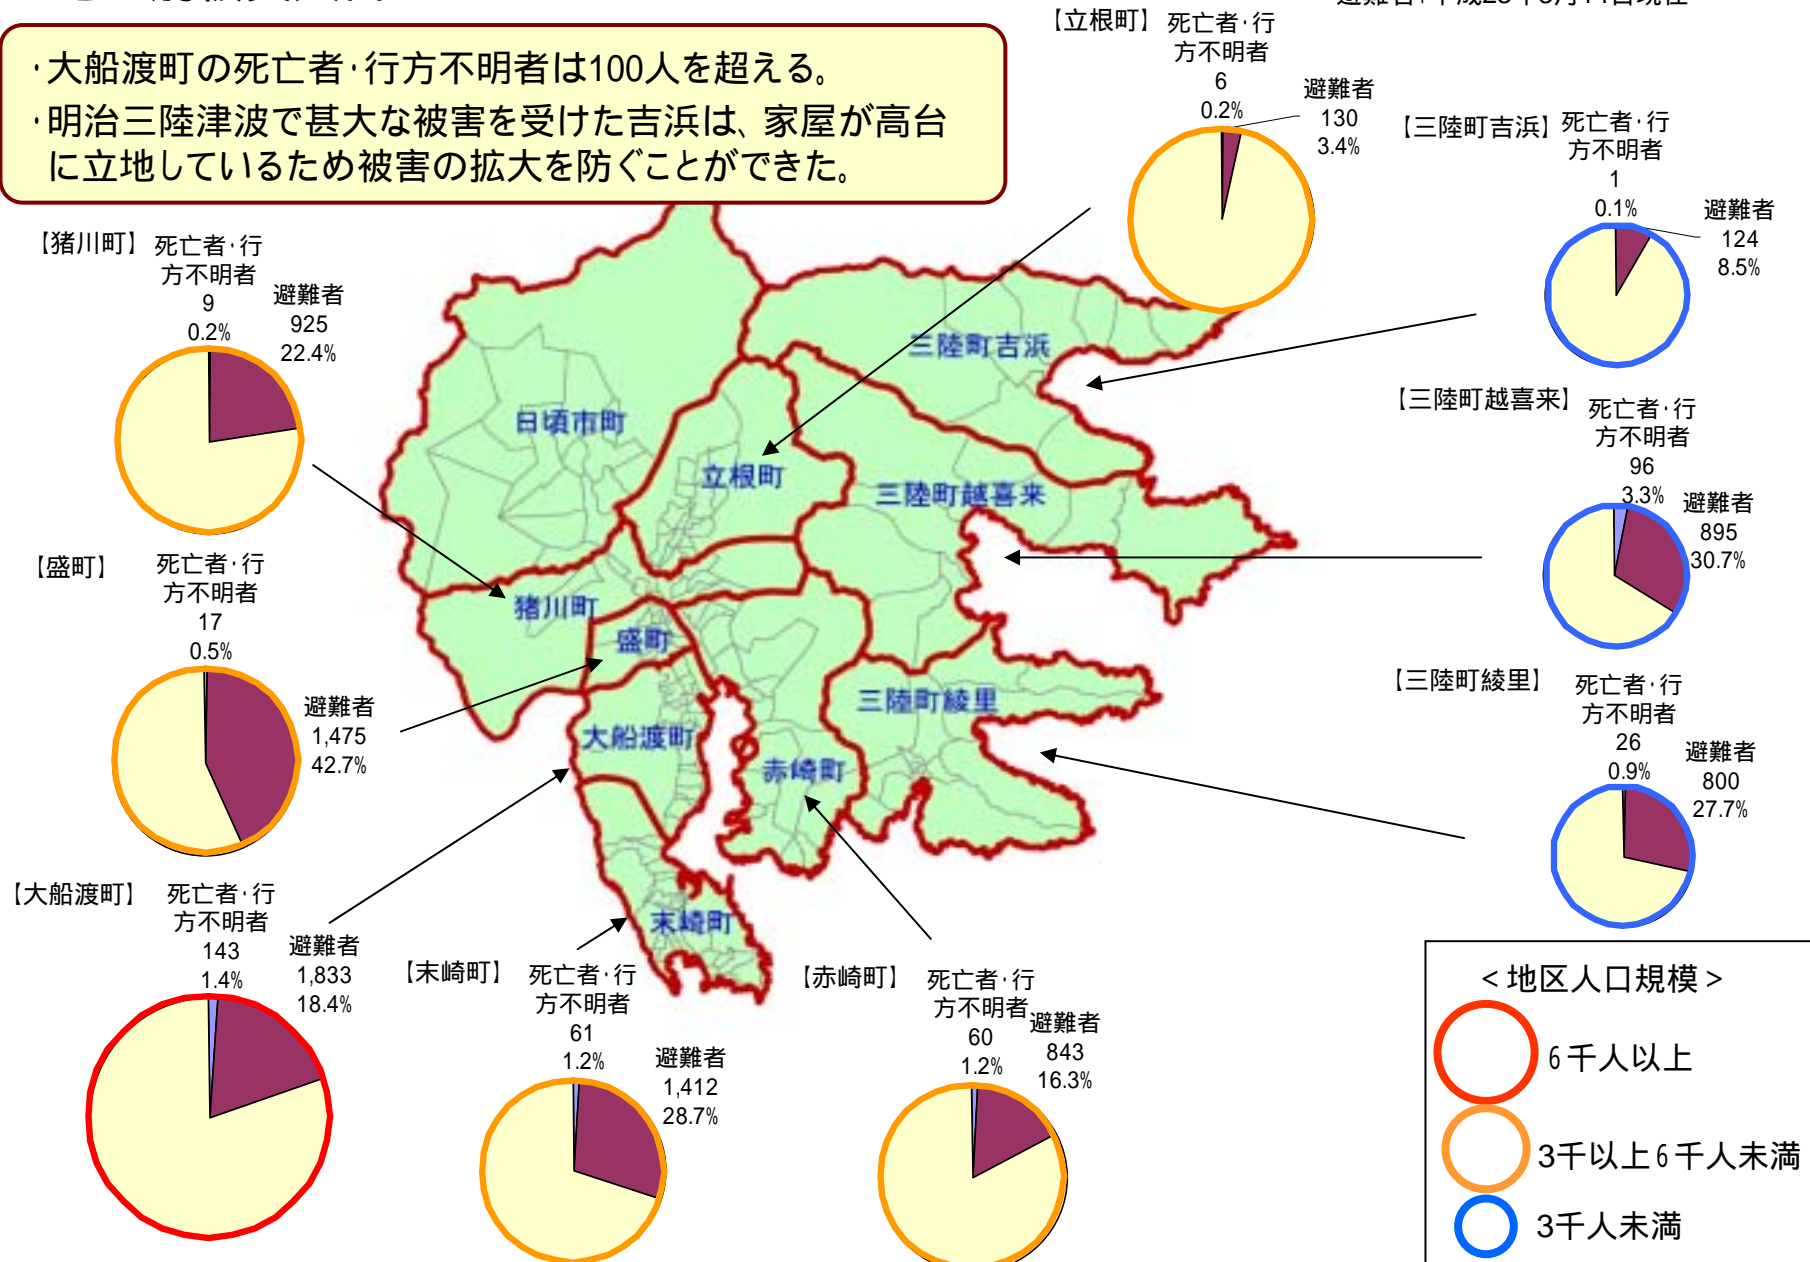 ･大船渡町の死亡者･行方不明者は100人を超える。
･明治三陸津波で甚大な被害を受けた吉浜は、家屋が高台
に立地しているため被害の拡大を防ぐことができた。
【立根町】
死亡者･行
方不明者
6
0.2%
避難者
130
3.4%
【三陸町吉浜】
死亡者･行
方不明者
1
0.1%
避難者
124
8.5%
【猪川町】
死亡者･行
方不明者
9
0.2%
避難者
925
22.4%
【三陸町越喜来】
死亡者･行
方不明者
96
3.3%
避難者
895
30.7%
【盛町】
死亡者･行
方不明者
17
0.5%
避難者
1,475
42.7%
【三陸町綾里】
死亡者･行
方不明者
26
0.9%
避難者
800
27.7%
【大船渡町】
死亡者･行
方不明者
143
1.4%
避難者
1,833
18.4%
【末崎町】
死亡者･行
方不明者
61
1.2%
避難者
1,412
28.7%
【赤崎町】
死亡者･行
方不明者
60
1.2%
避難者
843
16.3%
三陸町吉浜
日頃市町
立根町
三陸町越喜来
猪川町
盛町
三陸町綾里
大船渡町
赤崎町
末崎町
＜地区人口規模＞
6千人以上
3千以上6千人未満
3千人未満